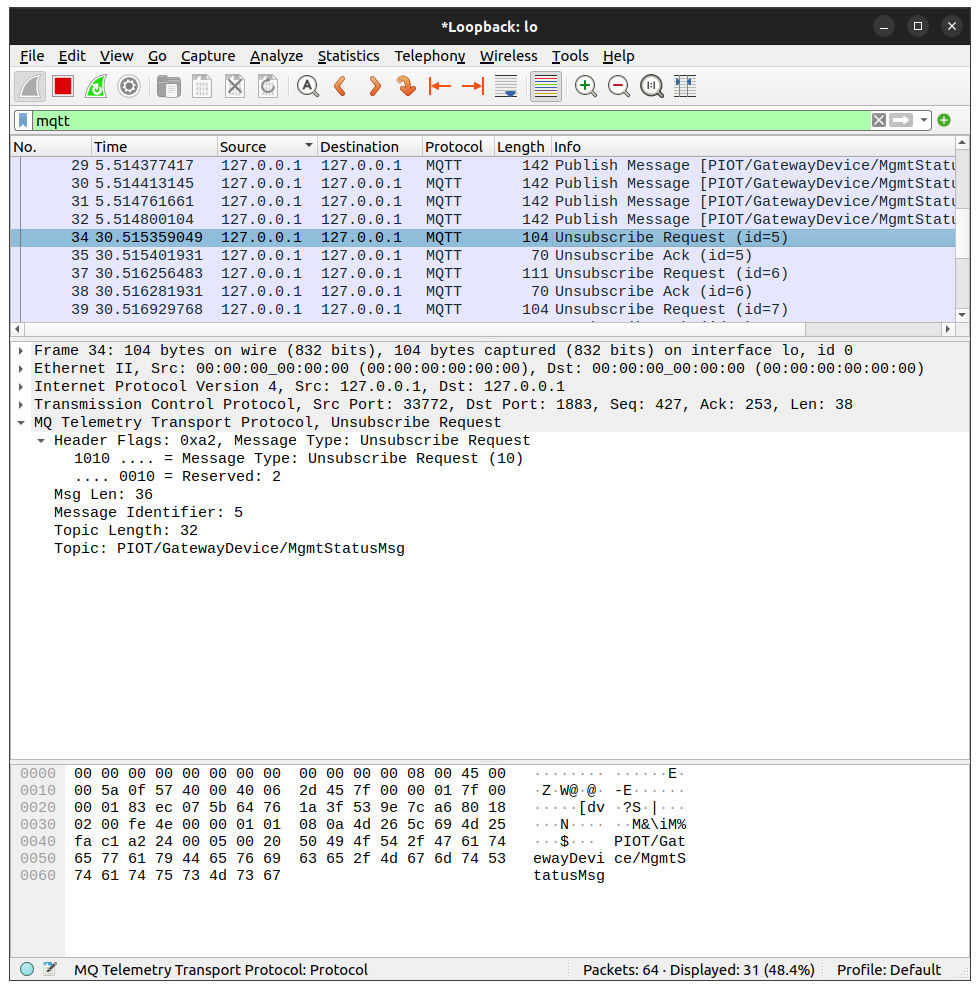 *Loopback: lo
File Edit View Go Capture Analyze Statistics Telephony Wireless Tools Help
mqtt
No. Time Source Destination Protocol Length Info
29 5.514377417 127.0.0.1 127.0.0.1 MQTT 142 Publish Message [PIOT/GatewayDevice/MgmtStatu
30 5.514413145 127.0.0.1 127.0.0.1 MQTT 142 Publish Message [PIOT/GatewayDevice/MgmtStatu
31 5.514761661 127.0.0.1 127.0.0.1 MQTT 142 Publish Message [PIOT/GatewayDevice/MgmtStatu
32 5.514800104 127.0.0.1 127.0.0.1 MQTT 142 Publish Message [PIOT/GatewayDevice/MgmtStatu
34 30.515359049 127.0.0.1 127.0.0.1 MQTT 104 Unsubscribe Request (id=5)
35 30.515401931 127.0.0.1 127.0.0.1 MQTT 70 Unsubscribe Ack (id=5)
37 30.516256483 127.0.0.1 127.0.0.1 MQTT 111 Unsubscribe Request (id=6)
38 30.516281931 127.0.0.1 127.0.0.1 MQTT 70 Unsubscribe Ack (id=6)
39 30.516929768 127.0.0.1 127.0.0.1 MQTT 104 Unsubscribe Request (id=7)
Frame 34: 104 bytes on wire (832 bits), 104 bytes captured (832 bits) on interface lo, id 0
Ethernet II, Src: 00:00:00_00:00:00 (00:00:00:00:00:00), Dst: 00:00:00_00:00:00 (00:00:00:00:00:00)
Internet Protocol Version 4, Src: 127.0.0.1, Dst: 127.0.0.1
Transmission Control Protocol, Src Port: 33772, Dst Port: 1883, Seq: 427, Ack: 253, Len: 38
MQ Telemetry Transport Protocol, Unsubscribe Request
Header Flags: 0xa2, Message Type: Unsubscribe Request
1010 .... = Message Type: Unsubscribe Request (10)
.... 0010 = Reserved: 2
Msg Len: 36
Message Identifier: 5
Topic Length: 32
Topic: PIOT/GatewayDevice/MgmtStatusMsg
0000 00 00 00 00 00 00 00 00 00 00 00 00 08 00 45 00 ········ ······E·
0010 00 5a 0f 57 40 00 40 06 2d 45 7f 00 00 01 7f 00 ·Z·W@·@· -E······
0020 00 01 83 ec 07 5b 64 76 1a 3f 53 9e 7c a6 80 18 ·····[dv ·?S·|···
0030 02 00 fe 4e 00 00 01 01 08 0a 4d 26 5c 69 4d 25 ···N···· ··M&\iM%
0040 fa c1 a2 24 00 05 00 20 50 49 4f 54 2f 47 61 74 ···$··· PIOT/Gat
0050 65 77 61 79 44 65 76 69 63 65 2f 4d 67 6d 74 53 ewayDevi ce/MgmtS
0060 74 61 74 75 73 4d 73 67 tatusMsg
MQ Telemetry Transport Protocol: Protocol Packets: 64 · Displayed: 31 (48.4%) Profile: Default